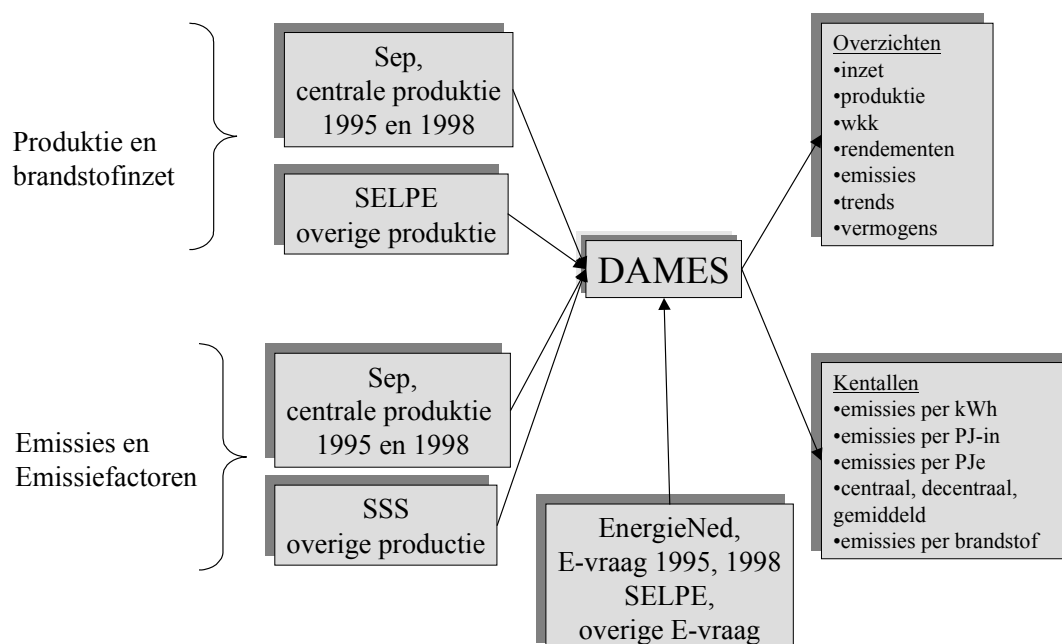 Produktie en
brandstofinzet
Sep,
centrale produktie
1995 en 1998
SELPE
overige produktie
Emissies en
Emissiefactoren
Sep,
centrale produktie
1995 en 1998
SSS
overige productie
DAMES
EnergieNed,
E-vraag 1995, 1998
SELPE,
overige E-vraag
Overzichten
•inzet
•produktie
•wkk
•rendementen
•emissies
•trends
•vermogens
Kentallen
•emissies per kWh
•emissies per PJ-in
•emissies per PJe
•centraal, decentraal,
gemiddeld
•emissies per brandstof